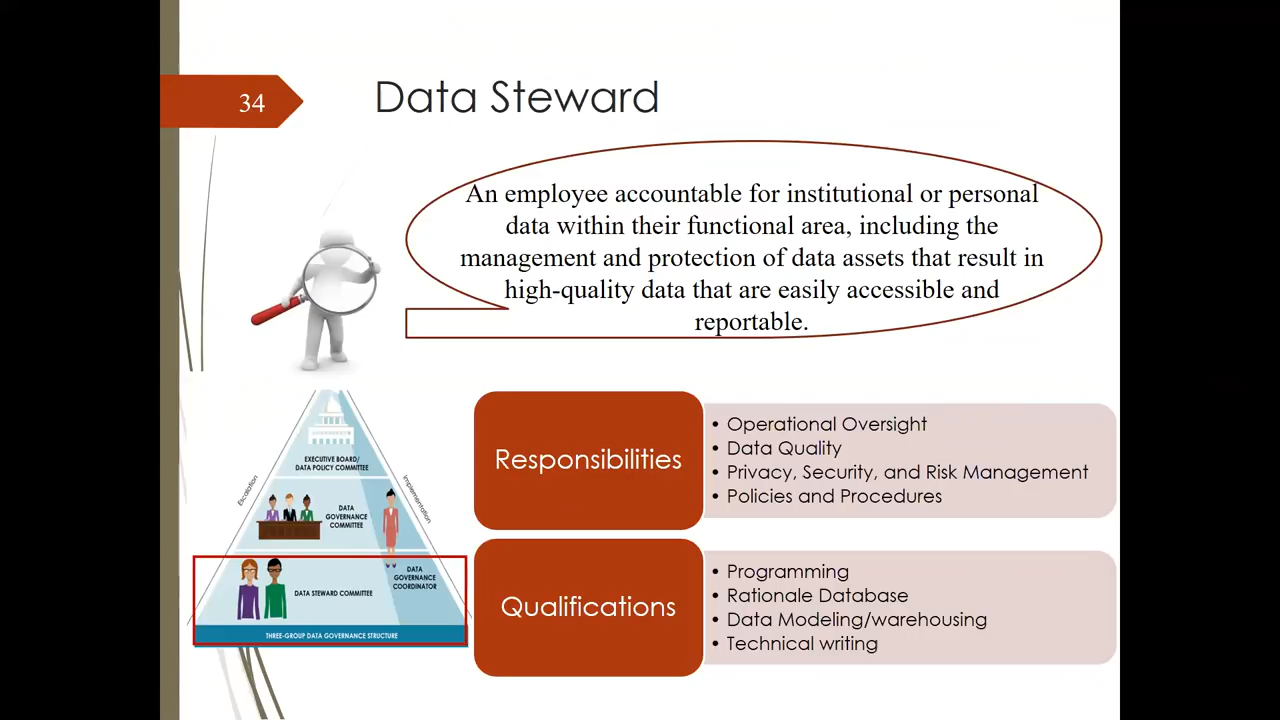 34
Data Steward
An employee accountable for institutional or personal
data within their functional area, including the
management and protection of data assets that result in
high-quality data that are easily accessible and
reportable.
EXECUTIVE BOARD/
DATA POLICY COMMITTEE
Escalation
Implementation
DATA
GOVERNANCE
COMMITTEE
DATA
GOVERNANCE
COORDINATOR
DATA STEWARD COMMITTEE
THREE-GROUP DATA GOVERNANCE STRUCTURE
Responsibilities
• Operational Oversight
• Data Quality
• Privacy, Security, and Risk Management
• Policies and Procedures
Qualifications
• Programming
• Rationale Database
• Data Modeling/warehousing
• Technical writing